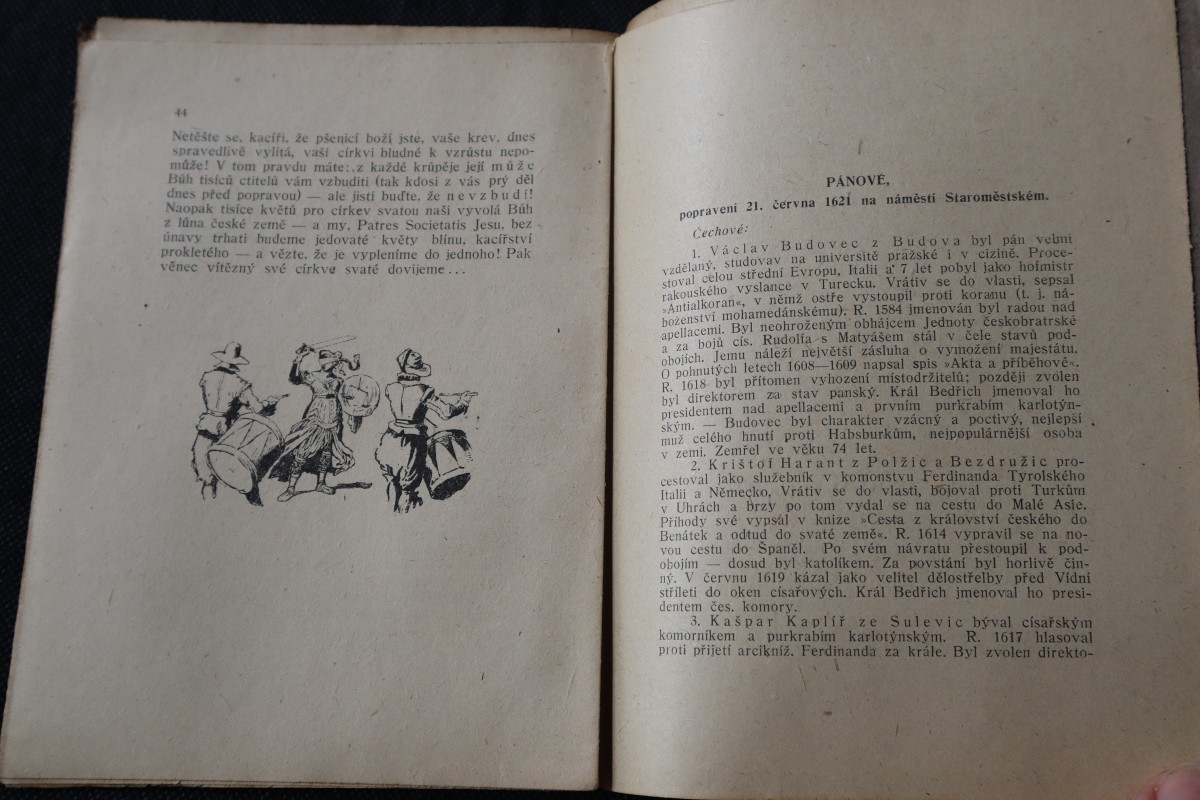 44
Netěšte se, kacíři, že pšenicí boží jste, vaše krev, dnes
spravedlivě vylitá, vaší církvi bludné k vzrůstu nepo-
může! V tom pravdu máte: z každé krůpěje její může
Bůh tisíců ctitelů vám vzbuditi (tak kdosi z vás prý děl
dnes před popravou) — ale jisti buďte, že nevzbudí!
Naopak tisíce květů pro církev svatou naši vyvolá Bůh
z lůna české země — a my, Patres Societatis Jesu, bez
únavy trhati budeme jedovaté květy blínu, kacířství
prokletého — a vězte, že je vypleníme do jednoho! Pak
věnec vítězný své církve svaté dovijeme...
PÁNOVÉ,
popravení 21. června 1621 na náměstí Staroměstském.
Čechové:
1. Václav Budovec z Budova byl pán velmi
vzdělaný, studovav na universitě pražské i v cizině. Proce-
stoval celou střední Evropu, Italii a 7 let pobyl jako hofmistr
rakouského vyslance v Turecku. Vrátiv se do vlasti, sepsal
»Antialkoran«, v němž ostře vystoupil proti koranu (t. j. ná-
boženství mohamedánskému). R. 1584 jmenován byl radou nad
apellacemi. Byl neohroženým obhájcem Jednoty českobratrské
a za bojů cís. Rudolfa s Matyášem stál v čele stavů pod-
obojích. Jemu náleží největší zásluha o vymožení majestátu.
O pohnutých letech 1608—1609 napsal spis »Akta a příběhové«.
R. 1618 byl přítomen vyhození místodržitelů; později zvolen
byl direktorem za stav panský. Král Bedřich jmenoval ho
presidentem nad apellacemi a prvním purkrabím karlotýn-
ským. — Budovec byl charakter vzácný a poctivý, nejlepší
muž celého hnutí proti Habsburkům, nejpopulárnější osoba
v zemi. Zemřel ve věku 74 let.
2. Krištof Harant z Polžic a Bezdružic pro-
cestoval jako služebník v komonstvu Ferdinanda Tyrolského
Italii a Německo, Vrátiv se do vlasti, bojoval proti Turkům
v Uhrách a brzy po tom vydal se na cestu do Malé Asie.
Příhody své vypsál v knize »Cesta z království českého do
Benátek a odtud do svaté země«. R. 1614 vypravil se na no-
vou cestu do Španěl. Po svém návratu přestoupil k pod-
obojím — dosud byl katolíkem. Za povstání byl horlivě čin-
ný. V červnu 1619 kázal jako velitel dělostřelby před Vídní
stříleti do oken císařových. Král Bedřich jmenoval ho presi-
dentem čes. komory.
3. Kašpar Kaplíř ze Sulevic býval císařským
komorníkem a purkrabím karlotýnským. R. 1617 hlasoval
proti přijetí arcikníž. Ferdinanda za krále. Byl zvolen direkto-